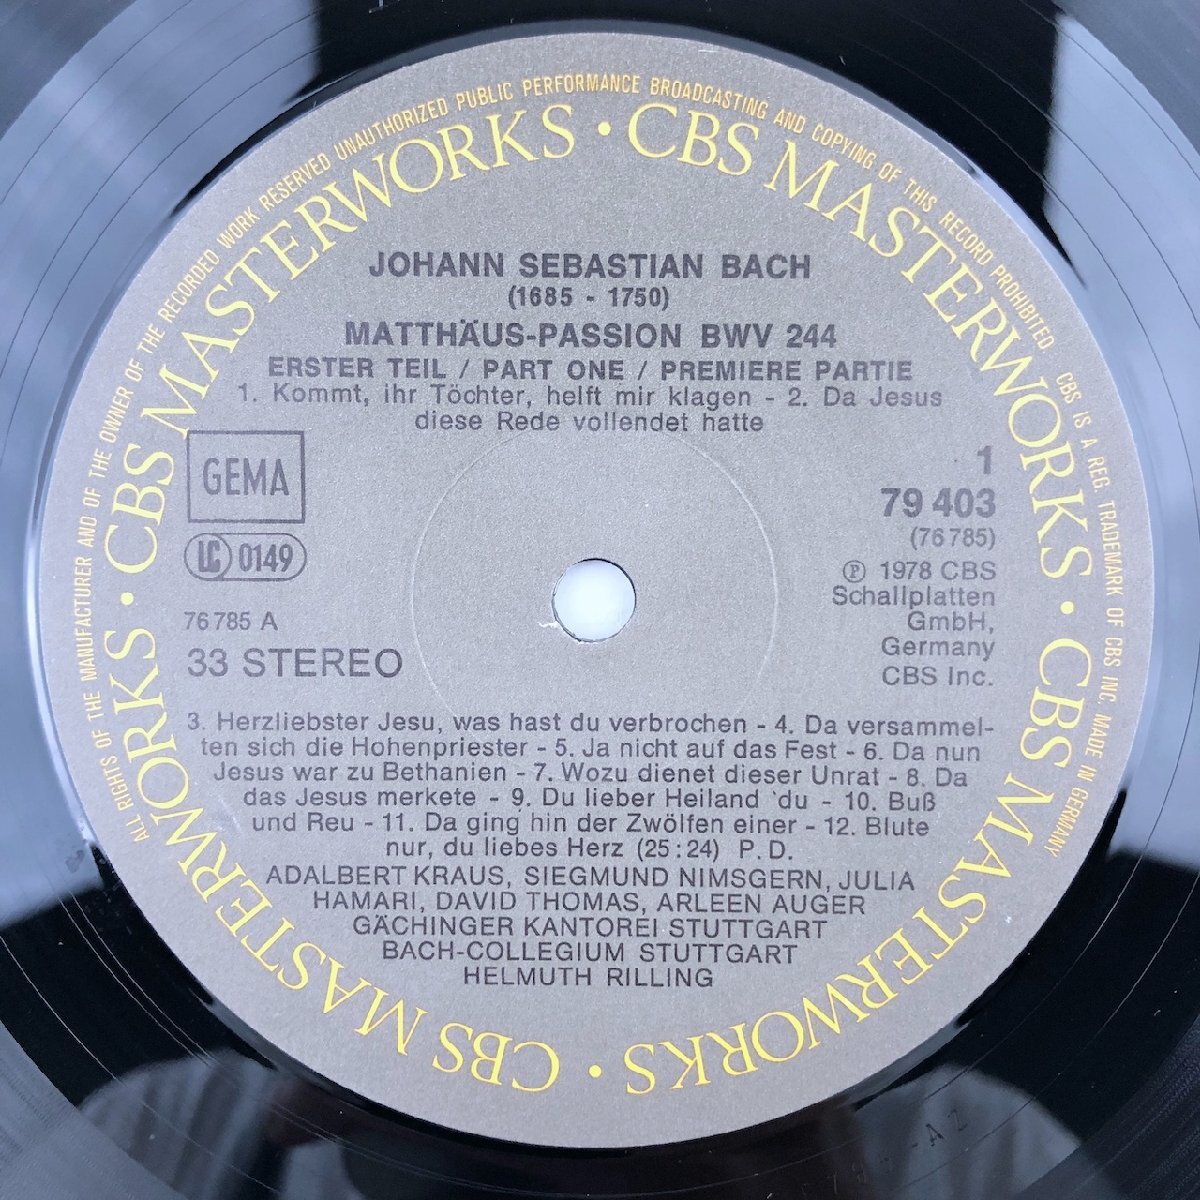 ALL RIGHTS OF THE MANUFACTURER AND OF THE OWNER OF THE RECORDED WORK RESERVED UNAUTHORIZED PUBLIC PERFORMANCE BROADCASTING AND COPYING OF THIS RECORD PROHIBITED CBS IS A REG. TRADEMARK OF CBS INC. MADE IN GERMANY
CBS MASTERWORKS · CBS MASTERWORKS · CBS MASTERWORKS · CBS MASTERWORKS ·
JOHANN SEBASTIAN BACH
(1685 - 1750)
MATTHÄUS-PASSION BWV 244
ERSTER TEIL / PART ONE / PREMIERE PARTIE
1. Kommt, ihr Töchter, helft mir klagen - 2. Da Jesus
diese Rede vollendet hatte
GEMA
LC 0149
76 785 A
33 STEREO
1
79 403
(76 785)
℗ 1978 CBS
Schallplatten
GmbH,
Germany
CBS Inc.
3. Herzliebster Jesu, was hast du verbrochen - 4. Da versammel-
ten sich die Hohenpriester - 5. Ja nicht auf das Fest - 6. Da nun
Jesus war zu Bethanien - 7. Wozu dienet dieser Unrat - 8. Da
das Jesus merkete - 9. Du lieber Heiland 'du - 10. Buß
und Reu - 11. Da ging hin der Zwölfen einer - 12. Blute
nur, du liebes Herz (25:24) P.D.
ADALBERT KRAUS, SIEGMUND NIMSGERN, JULIA
HAMARI, DAVID THOMAS, ARLEEN AUGER
GÄCHINGER KANTOREI STUTTGART
BACH-COLLEGIUM STUTTGART
HELMUTH RILLING